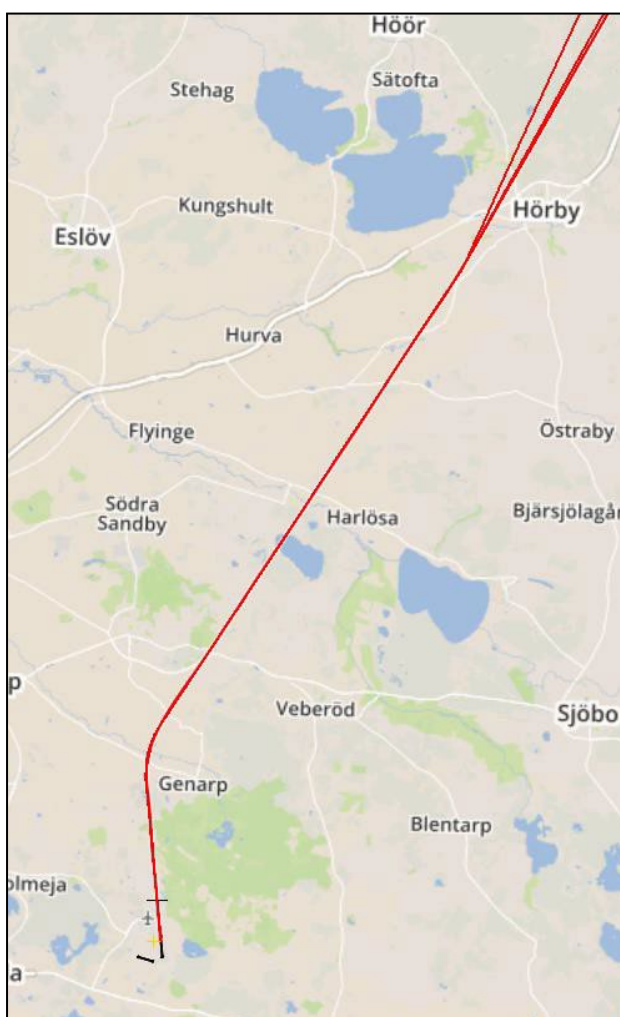 Höör
Stehag
Sätofta
Kungshult
Hörby
Eslöv
Hurva
Flyinge
Östraby
Södra
Sandby
Harlösa
Bjärsjölagår
p
Veberöd
Sjöbo
Genarp
Blentarp
olmeja
a